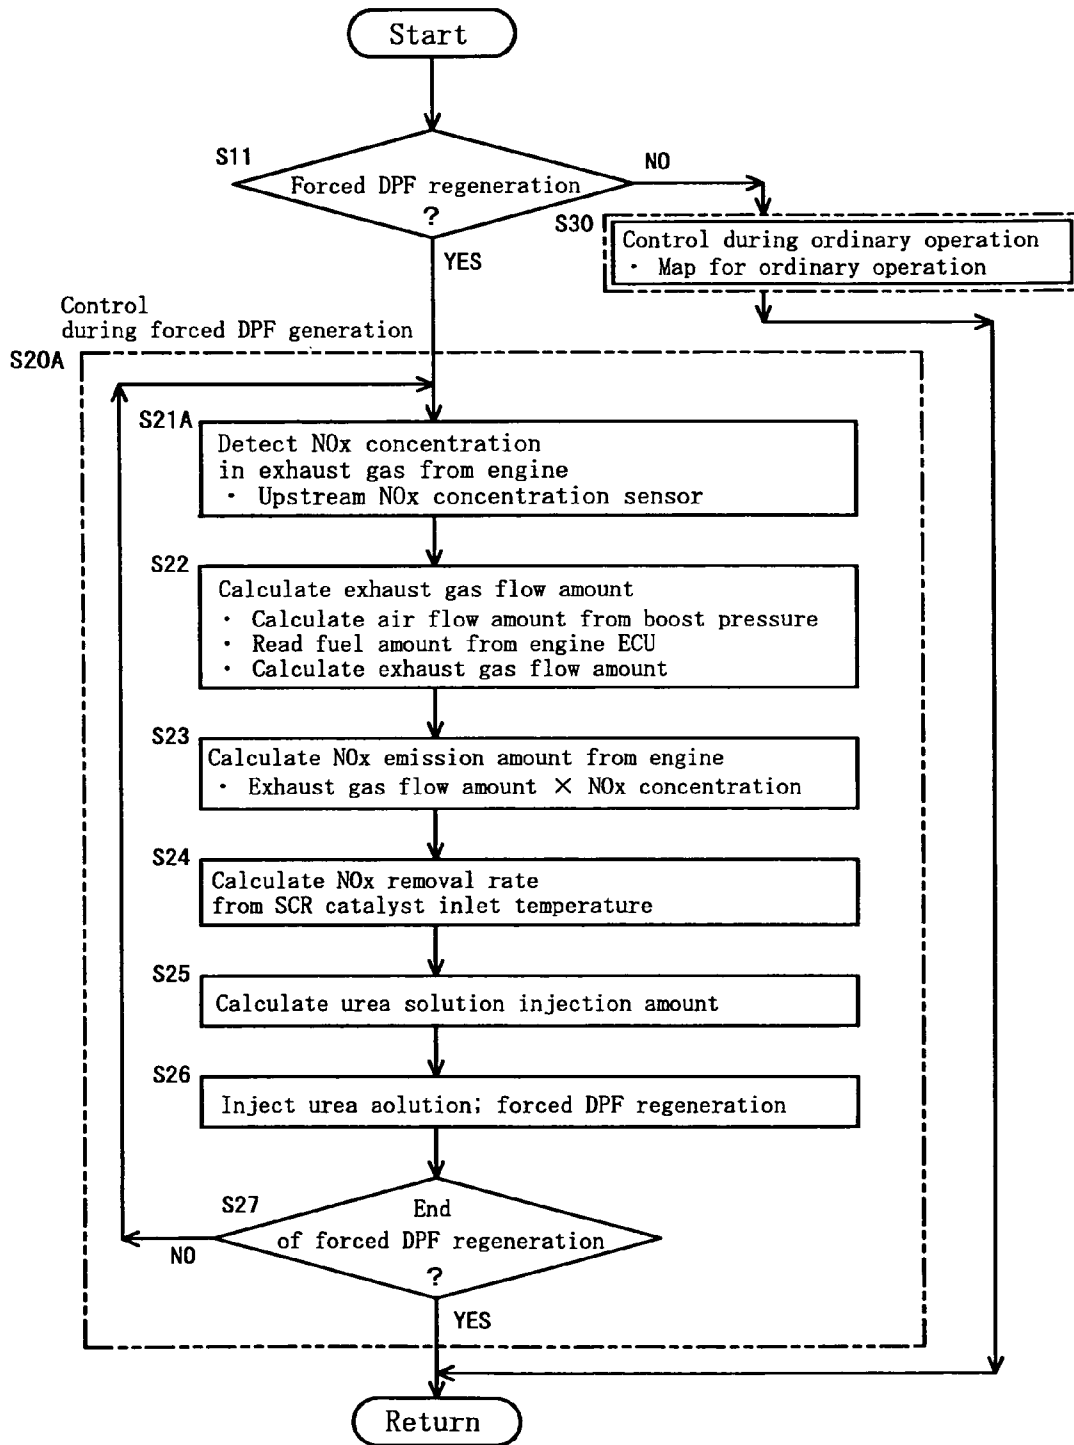 Start
S11
Forced DPF regeneration
?
NO
YES
S30
Control during ordinary operation
・ Map for ordinary operation
Control
during forced DPF generation
S20A
S21A
Detect NOx concentration
in exhaust gas from engine
・ Upstream NOx concentration sensor
S22
Calculate exhaust gas flow amount
・ Calculate air flow amount from boost pressure
・ Read fuel amount from engine ECU
・ Calculate exhaust gas flow amount
S23
Calculate NOx emission amount from engine
・ Exhaust gas flow amount × NOx concentration
S24
Calculate NOx removal rate
from SCR catalyst inlet temperature
S25
Calculate urea solution injection amount
S26
Inject urea aolution; forced DPF regeneration
S27
End
of forced DPF regeneration
?
NO
YES
Return